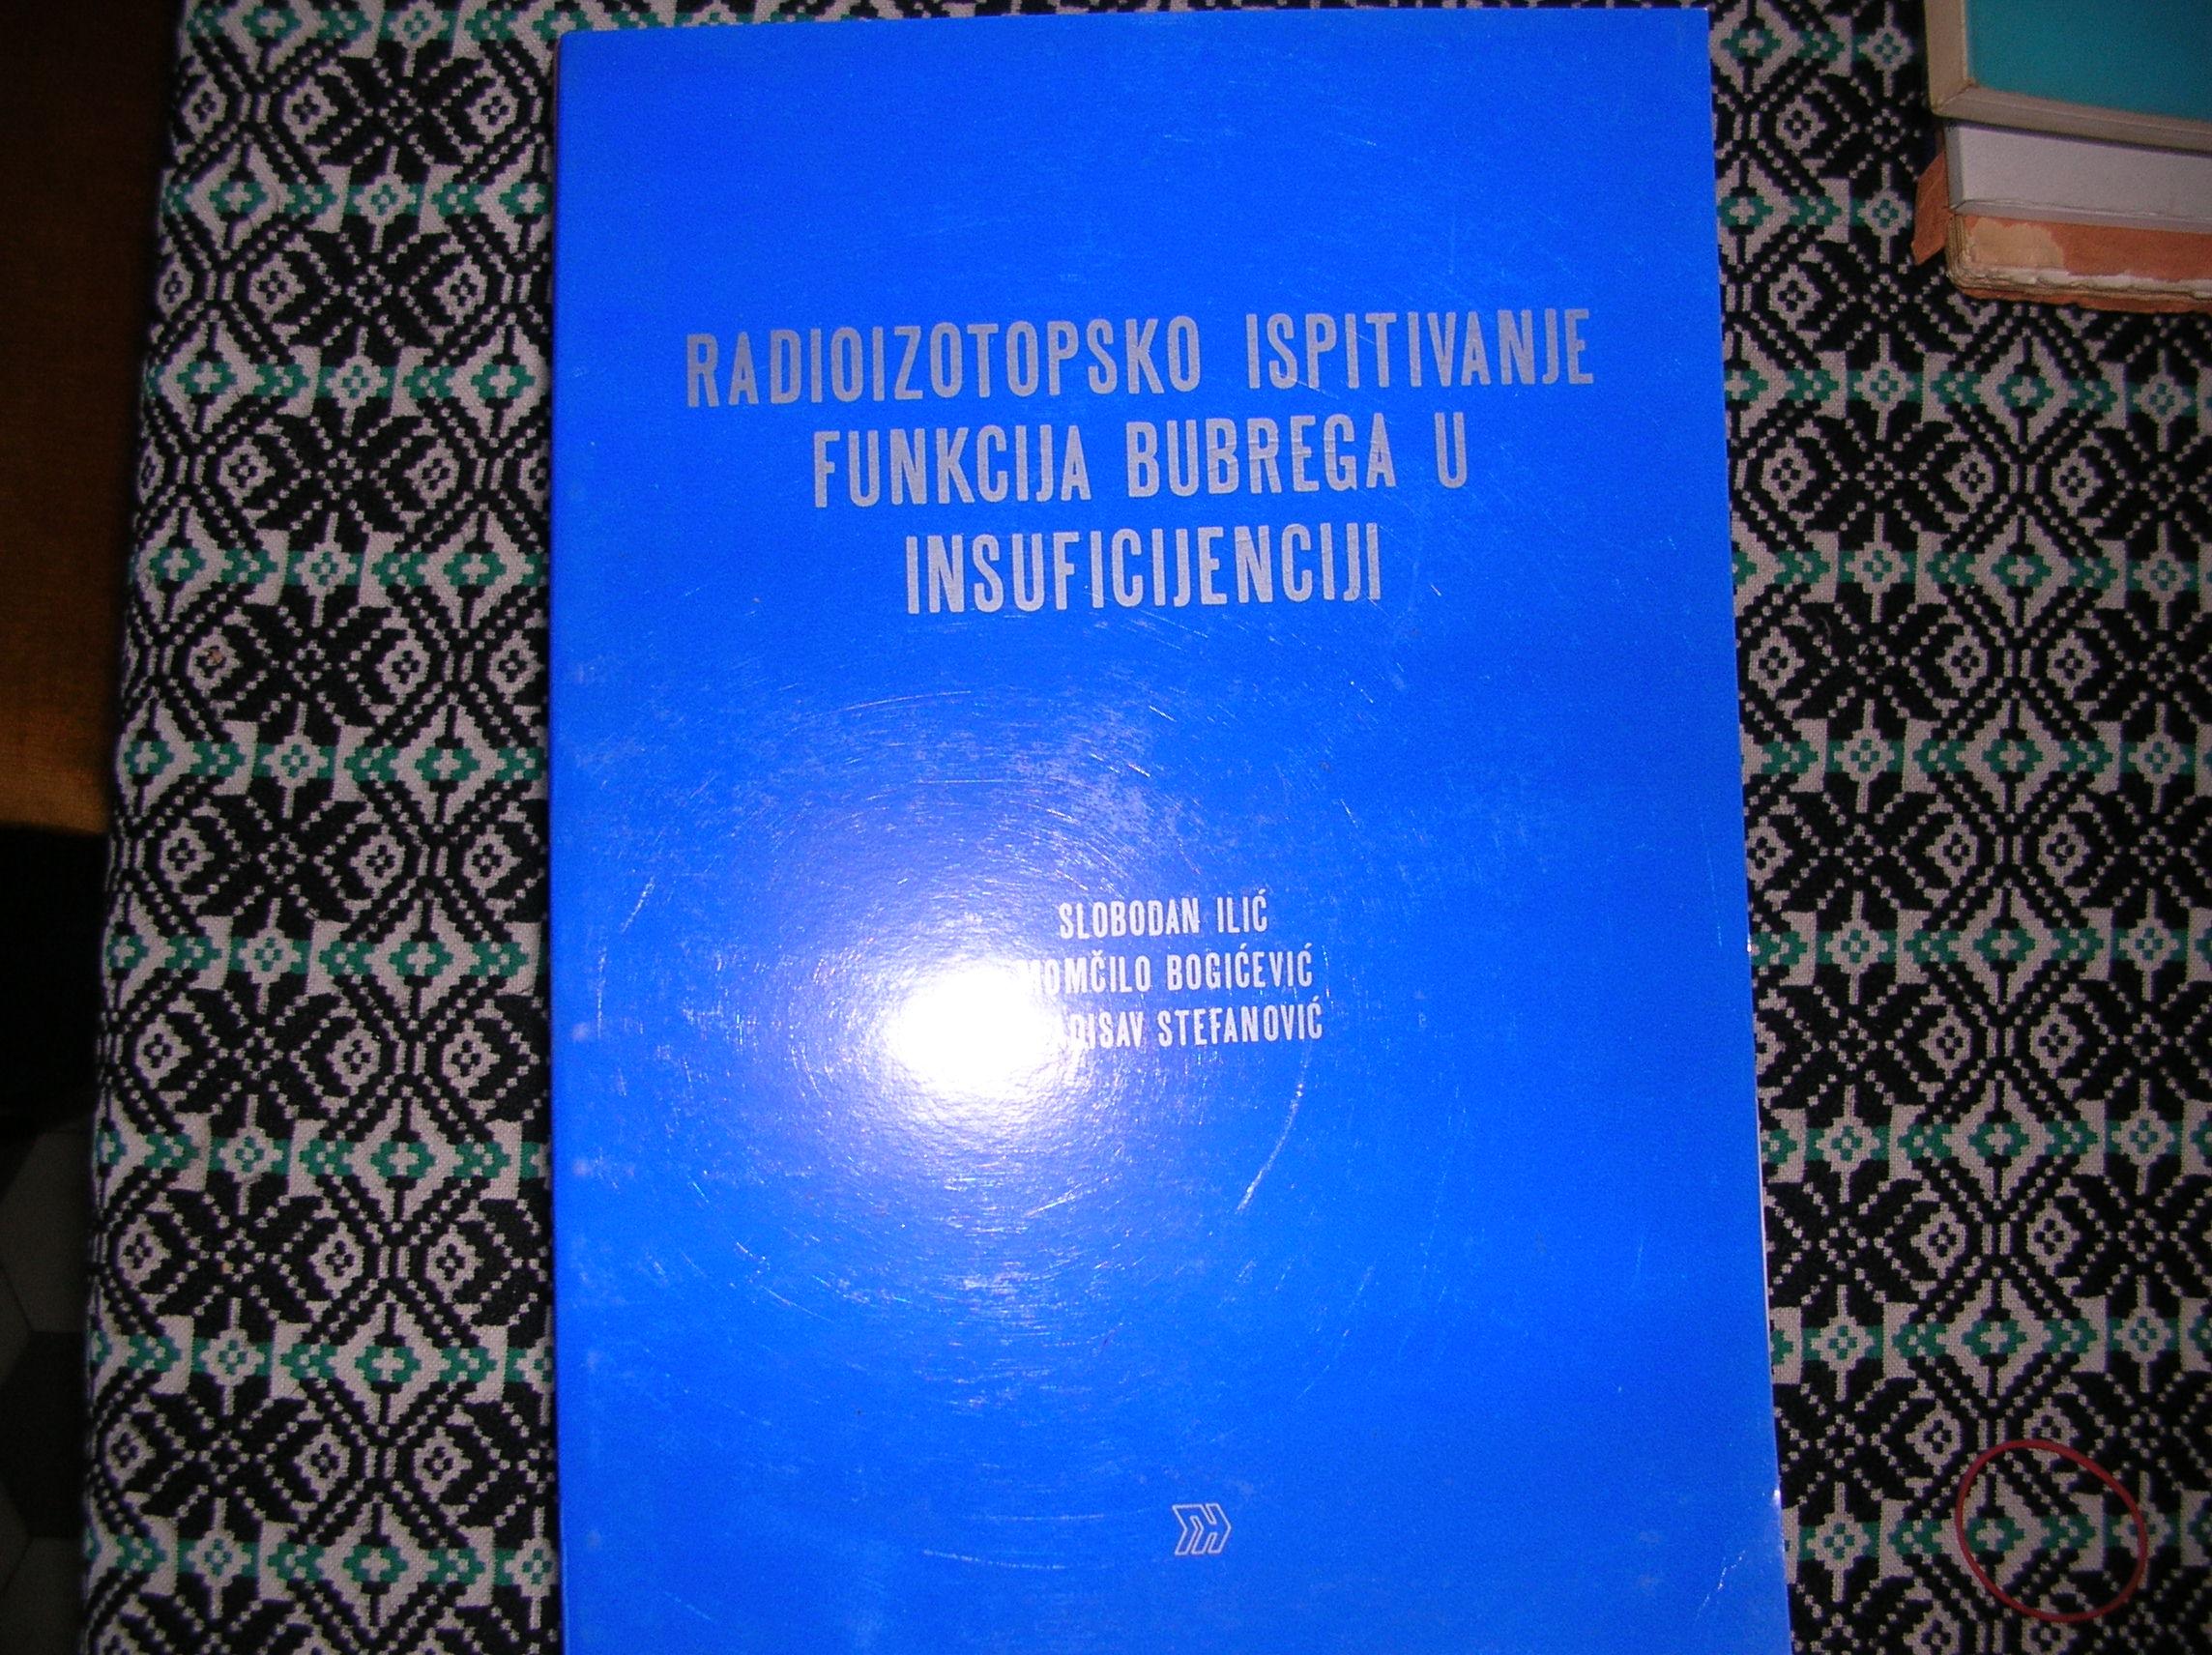 RADIOIZOTOPSKO ISPITIVANJE
FUNKCIJA BUBREGA U
INSUFICIJENCIJI
SLOBODAN ILIĆ
MOMČILO BOGIĆEVIĆ
STEFANOVIĆ